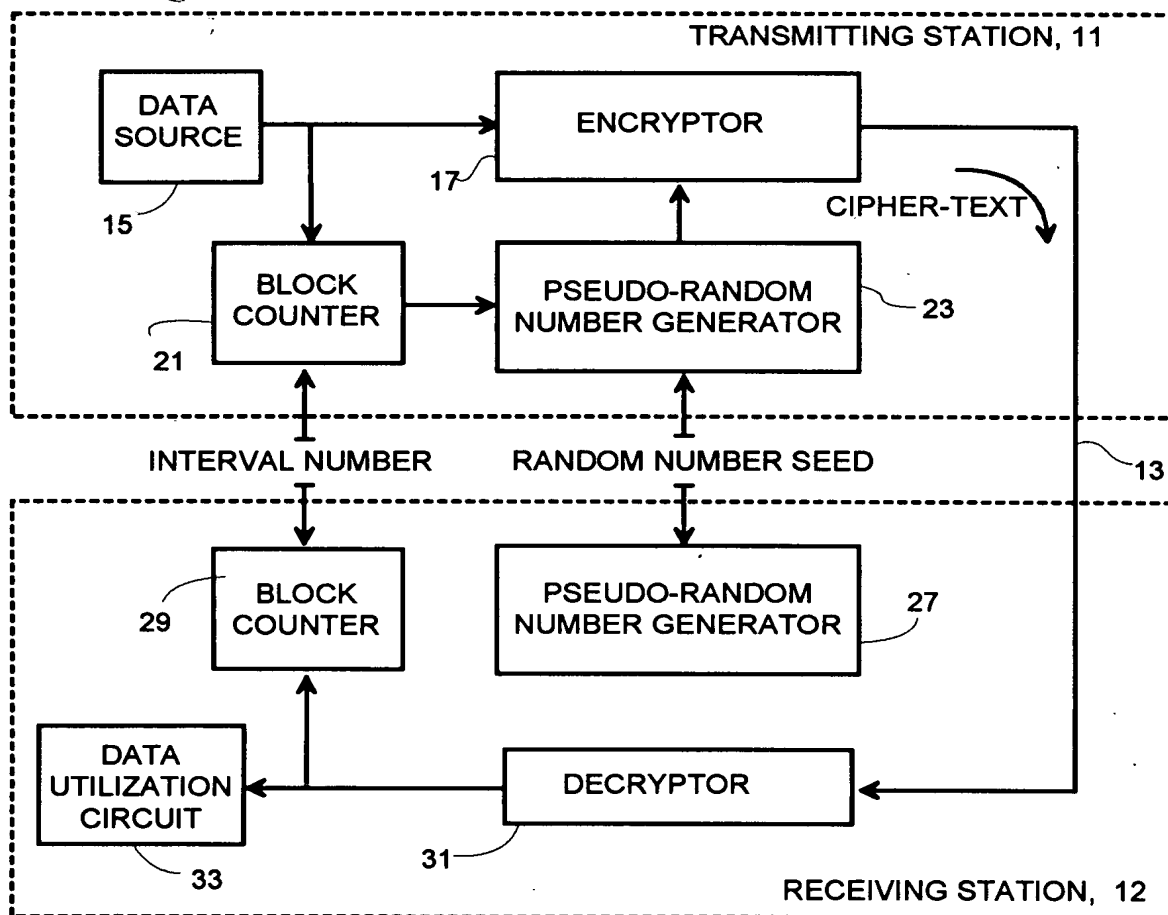 TRANSMITTING STATION, 11
DATA
SOURCE
15
ENCRYPTOR
17
CIPHER-TEXT
BLOCK
COUNTER
21
PSEUDO-RANDOM
NUMBER GENERATOR
23
INTERVAL NUMBER
RANDOM NUMBER SEED
13
BLOCK
COUNTER
29
PSEUDO-RANDOM
NUMBER GENERATOR
27
DATA
UTILIZATION
CIRCUIT
33
DECRYPTOR
31
RECEIVING STATION, 12